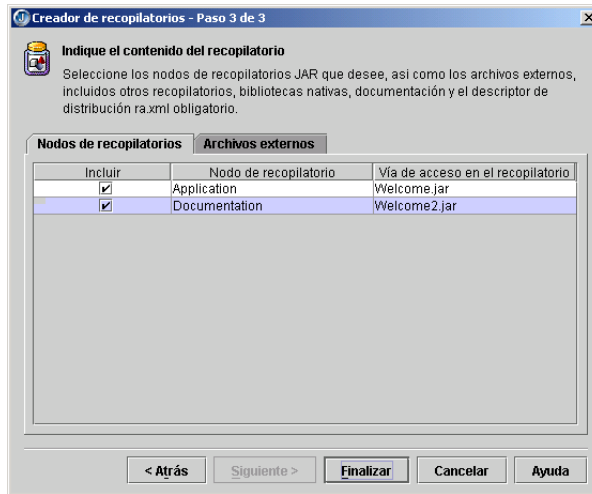 Creador de recopilatorios - Paso 3 de 3
Indique el contenido del recopilatorio
Seleccione los nodos de recopilatorios JAR que desee, asi como los archivos externos,
incluidos otros recopilatorios, bibliotecas nativas, documentación y el descriptor de
distribución ra.xml obligatorio.
Nodos de recopilatorios Archivos externos
Incluir Nodo de recopilatorio Vía de acceso en el recopilatorio
Application Welcome.jar
Documentation Welcome2.jar
< Atrás Siguiente > Finalizar Cancelar Ayuda